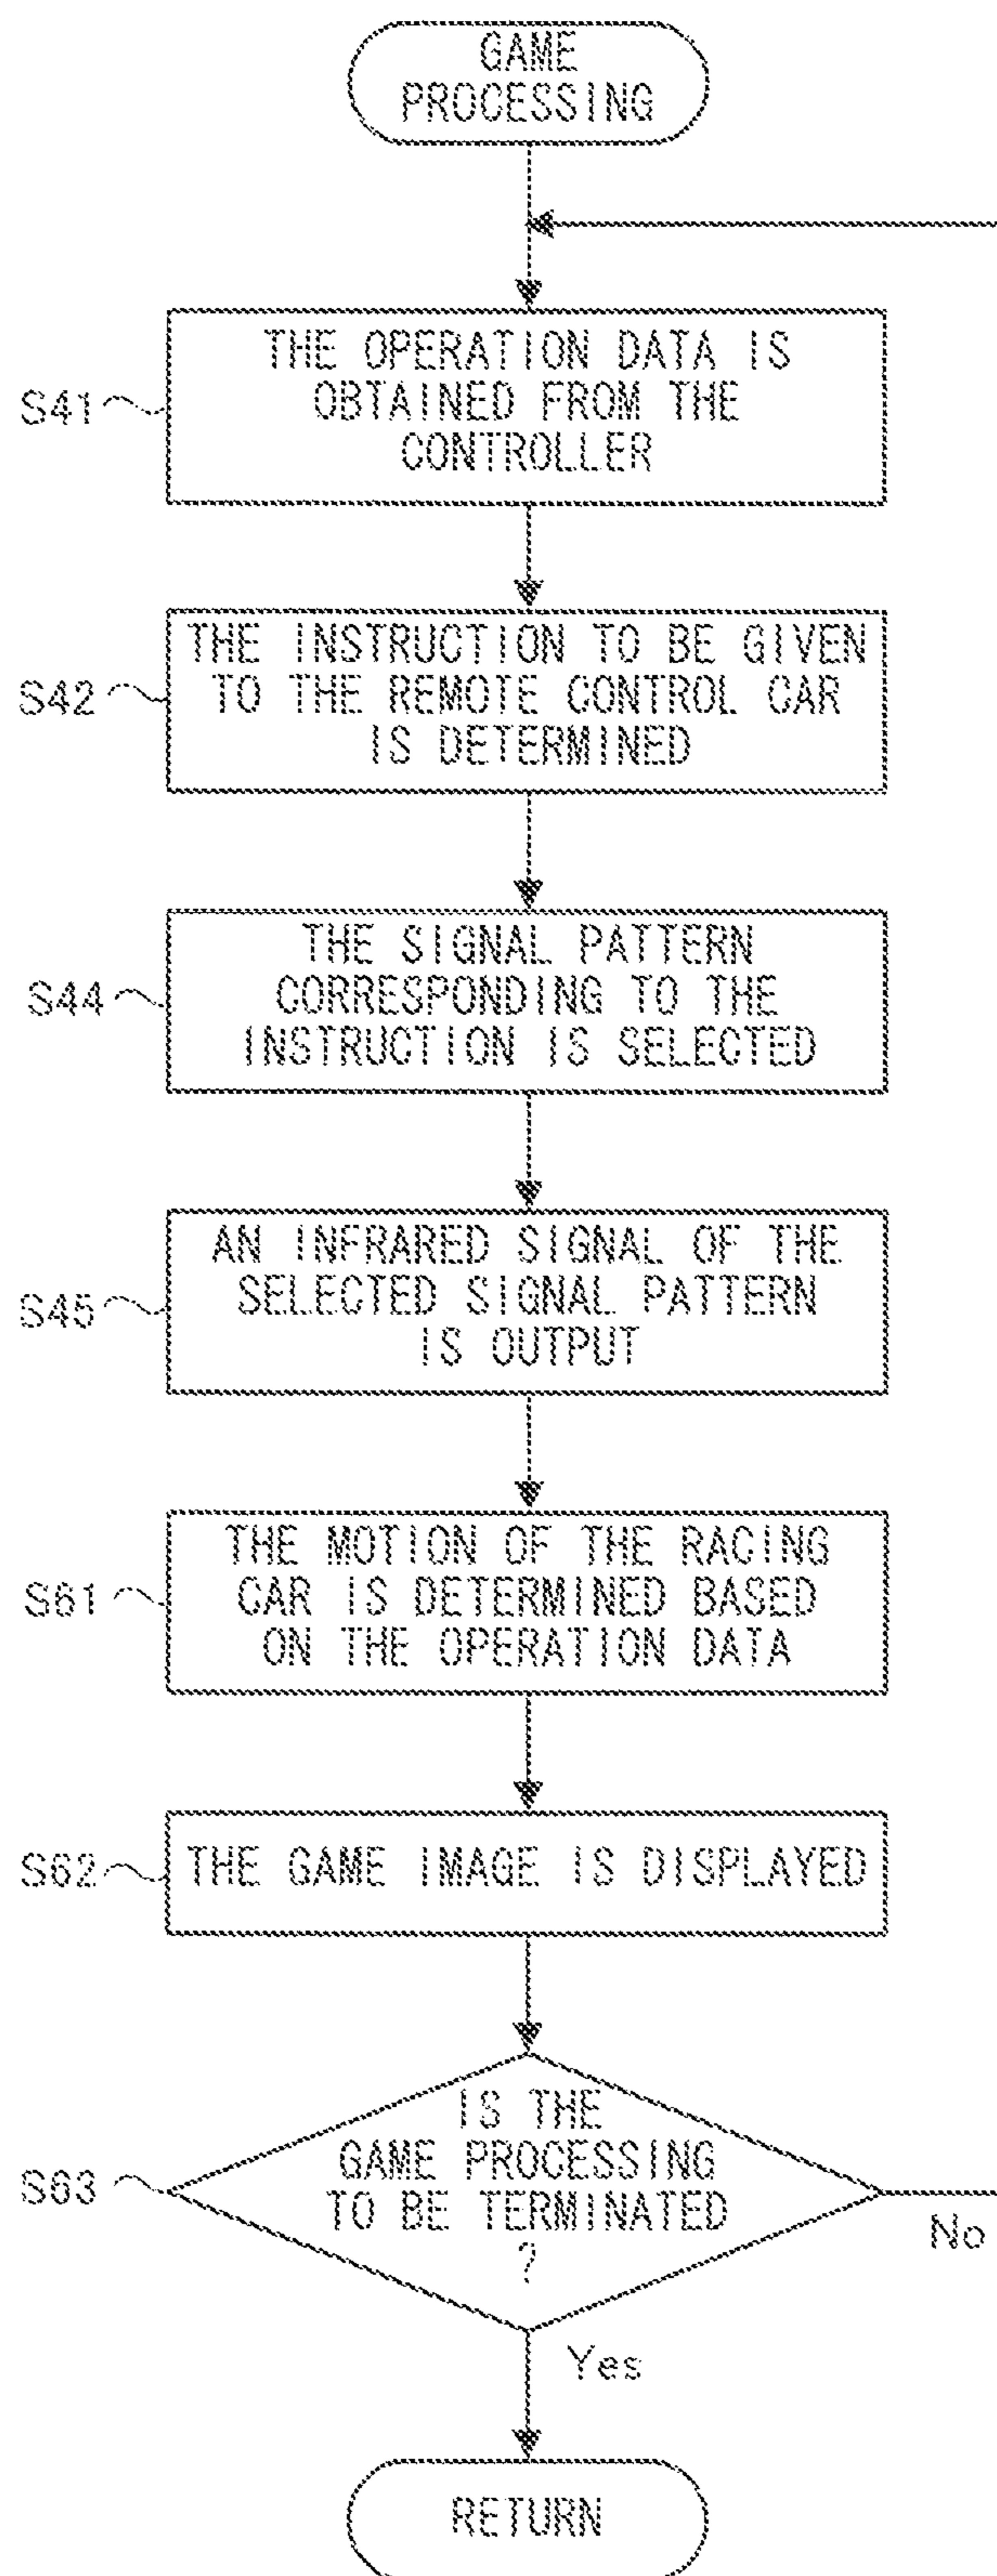 GAME
PROCESSING
S41
THE OPERATION DATA IS
OBTAINED FROM THE
CONTROLLER
S42
THE INSTRUCTION TO BE GIVEN
TO THE REMOTE CONTROL CAR
IS DETERMINED
S44
THE SIGNAL PATTERN
CORRESPONDING TO THE
INSTRUCTION IS SELECTED
S45
AN INFRARED SIGNAL OF THE
SELECTED SIGNAL PATTERN
IS OUTPUT
S61
THE MOTION OF THE RACING
CAR IS DETERMINED BASED
ON THE OPERATION DATA
S62
THE GAME IMAGE IS DISPLAYED
S63
IS THE
GAME PROCESSING
TO BE TERMINATED
?
No
Yes
RETURN